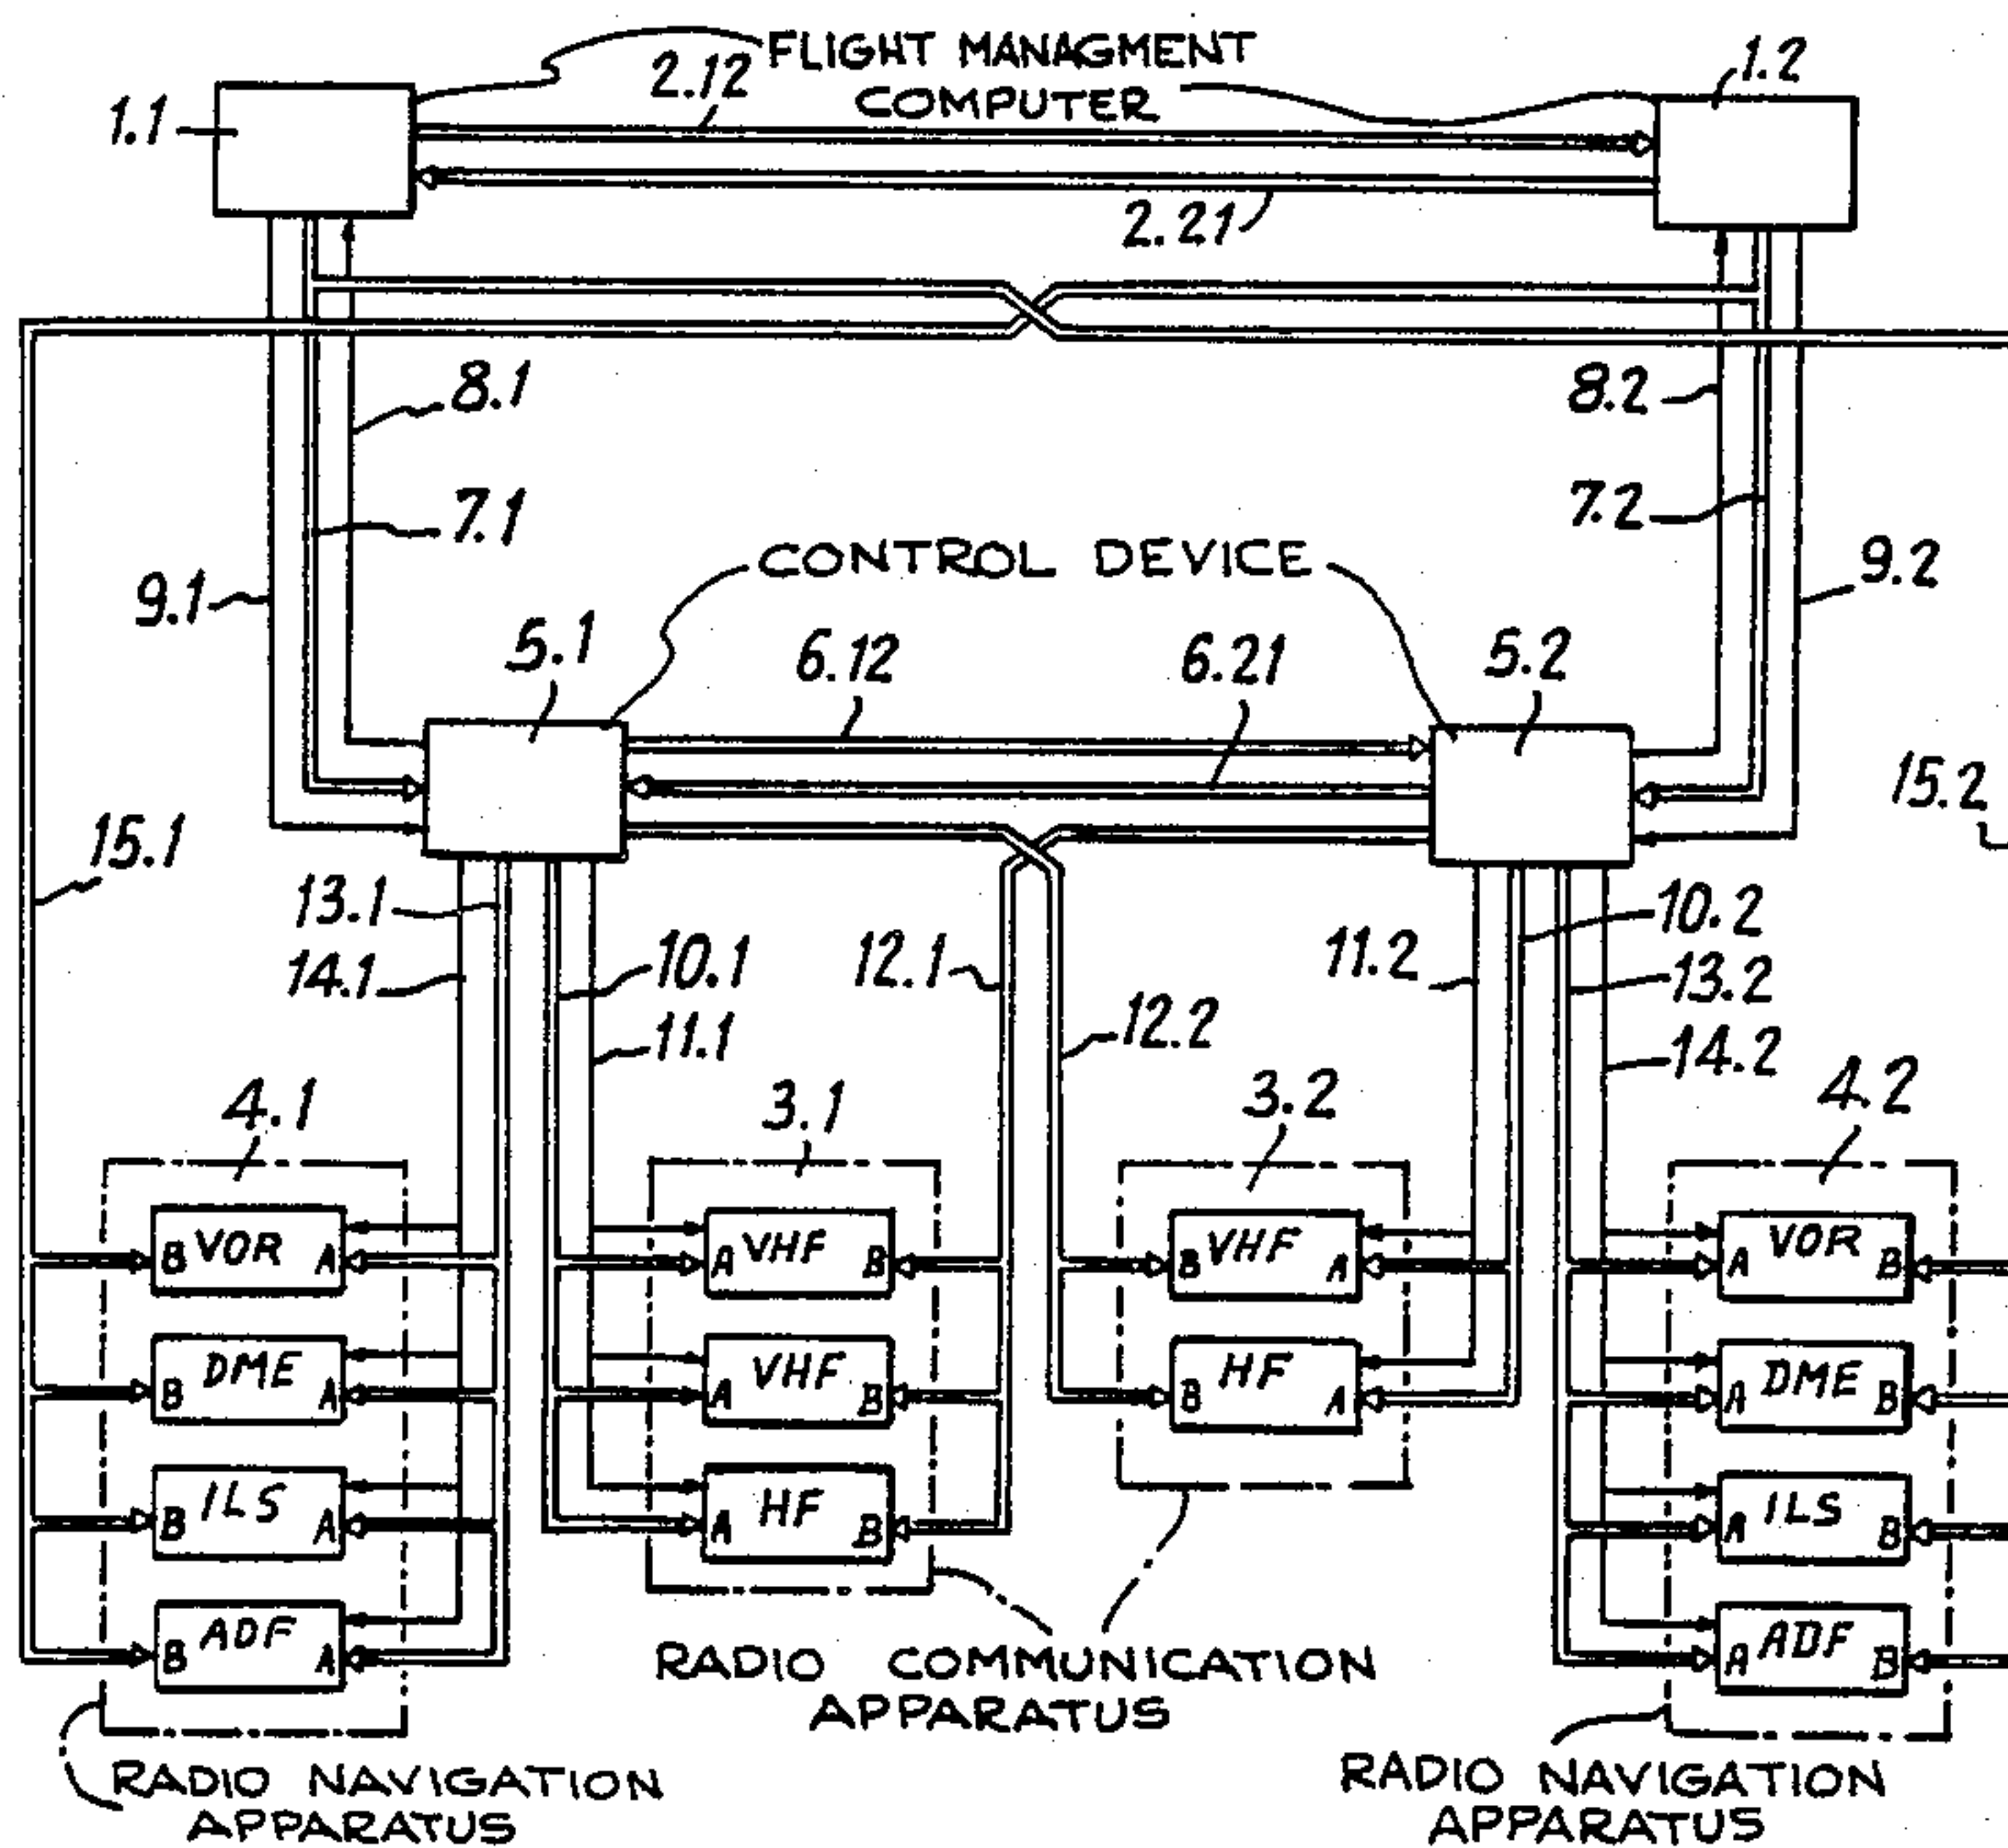 FLIGHT MANAGMENT
COMPUTER
1.1
2.12
1.2
2.21
8.1
8.2
7.1
7.2
9.1
CONTROL DEVICE
9.2
5.1
6.12
6.21
5.2
15.1
15.2
13.1
14.1
10.1
11.1
12.1
12.2
11.2
10.2
13.2
14.2
4.1
3.1
3.2
4.2
B VOR A
A VHF B
B VHF A
A VOR B
B DME A
A VHF B
B HF A
A DME B
B ILS A
A HF B
A ILS B
B ADF A
A ADF B
RADIO COMMUNICATION
APPARATUS
RADIO NAVIGATION
APPARATUS
RADIO NAVIGATION
APPARATUS